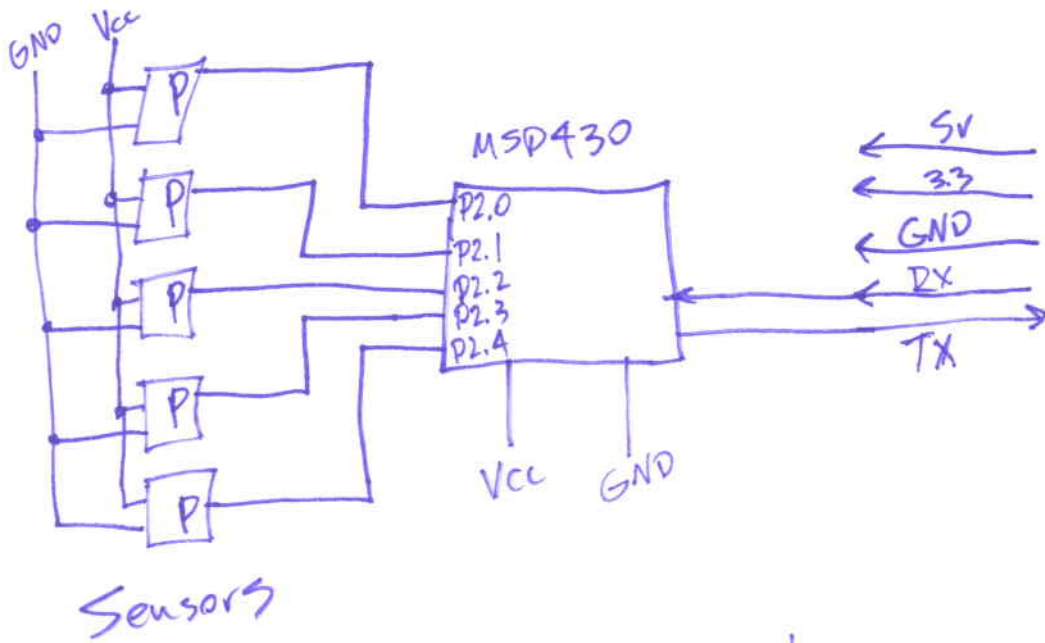 GND
Vcc
P
P
P
P
P
Sensors
MSP430
P2.0
P2.1
P2.2
P2.3
P2.4
Vcc
GND
5v
3.3
GND
RX
TX